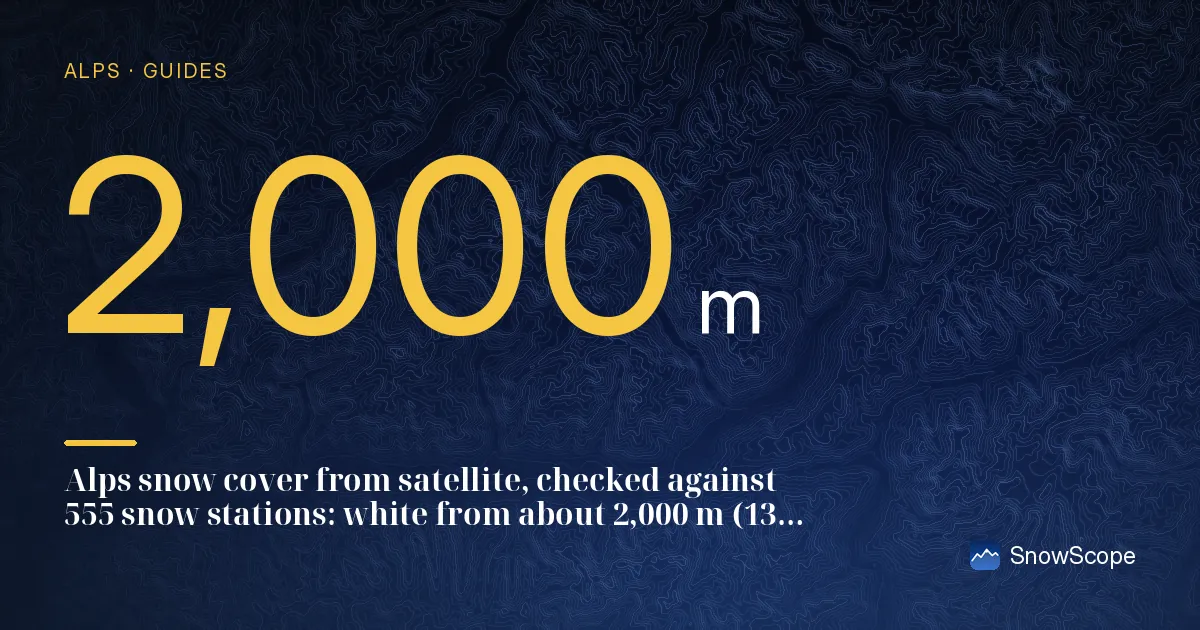 ALPS · GUIDES
2,000 m
Alps snow cover from satellite, checked against
555 snow stations: white from about 2,000 m (13...
SnowScope